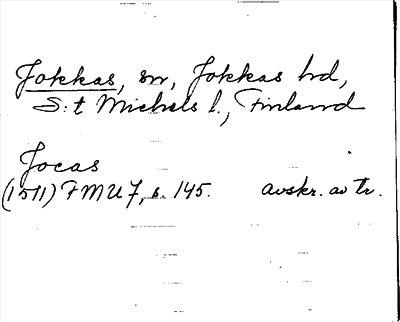 Jokkas, sn, Jokkas hd,
S:t Michels l., Finland
Jocas
(1511) FMU 7, s. 145. avskr. av tr.